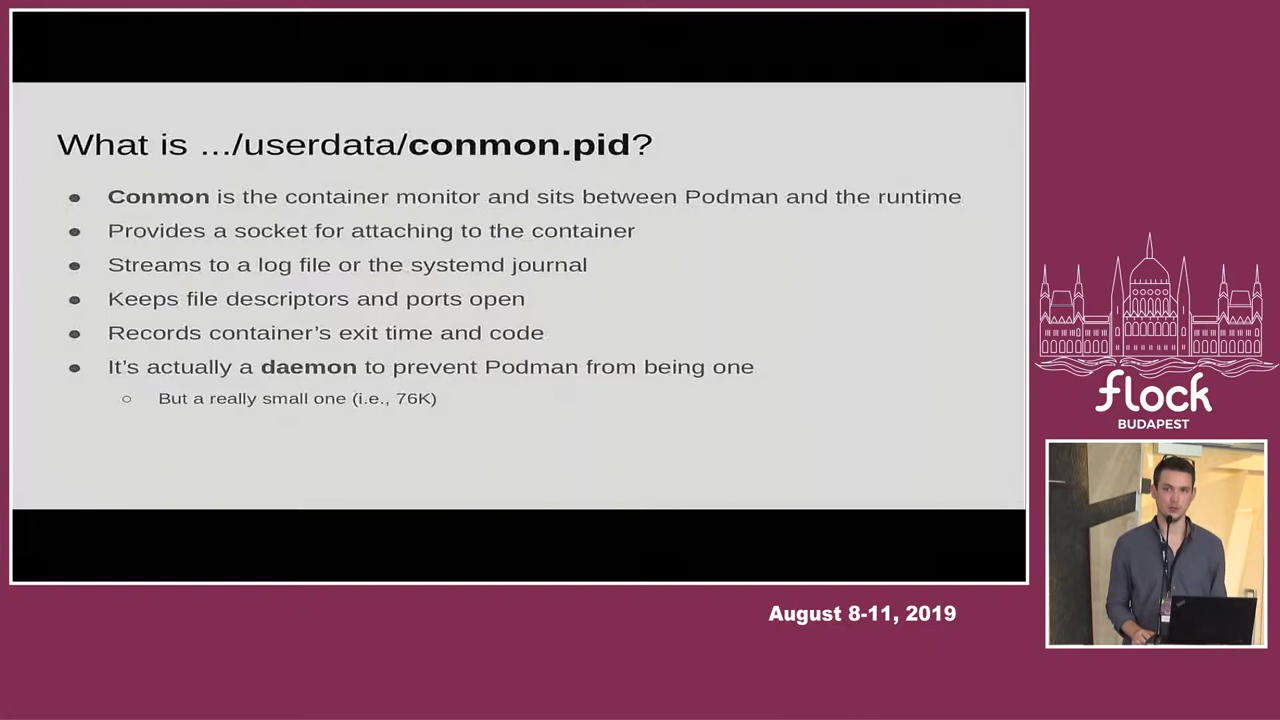 What is .../userdata/conmon.pid?
● Conmon is the container monitor and sits between Podman and the runtime
● Provides a socket for attaching to the container
● Streams to a log file or the systemd journal
● Keeps file descriptors and ports open
● Records container’s exit time and code
● It’s actually a daemon to prevent Podman from being one
○ But a really small one (i.e., 76K)
flock
BUDAPEST
August 8-11, 2019